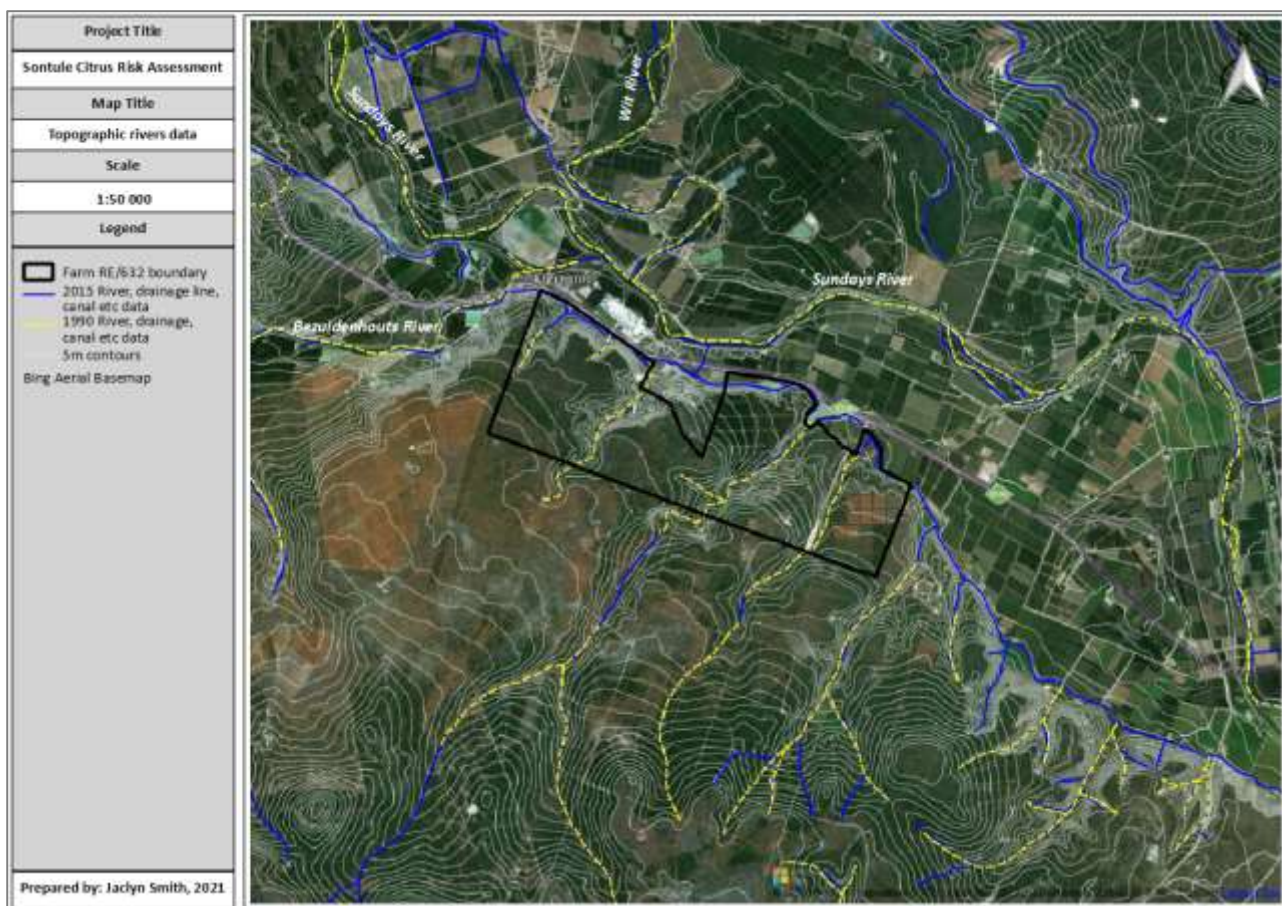 Project Title
Sontule Citrus Risk Assessment
Map Title
Topographic rivers data
Scale
1:50 000
Legend
Farm RE/632 boundary
2015 River, drainage line,
canal etc data
1990 River, drainage,
canal etc data
5m contours
Bing Aerial Basemap
Prepared by: Jaclyn Smith, 2021
Sundays River
Wit River
Sundays River
Bezuidenhouts River